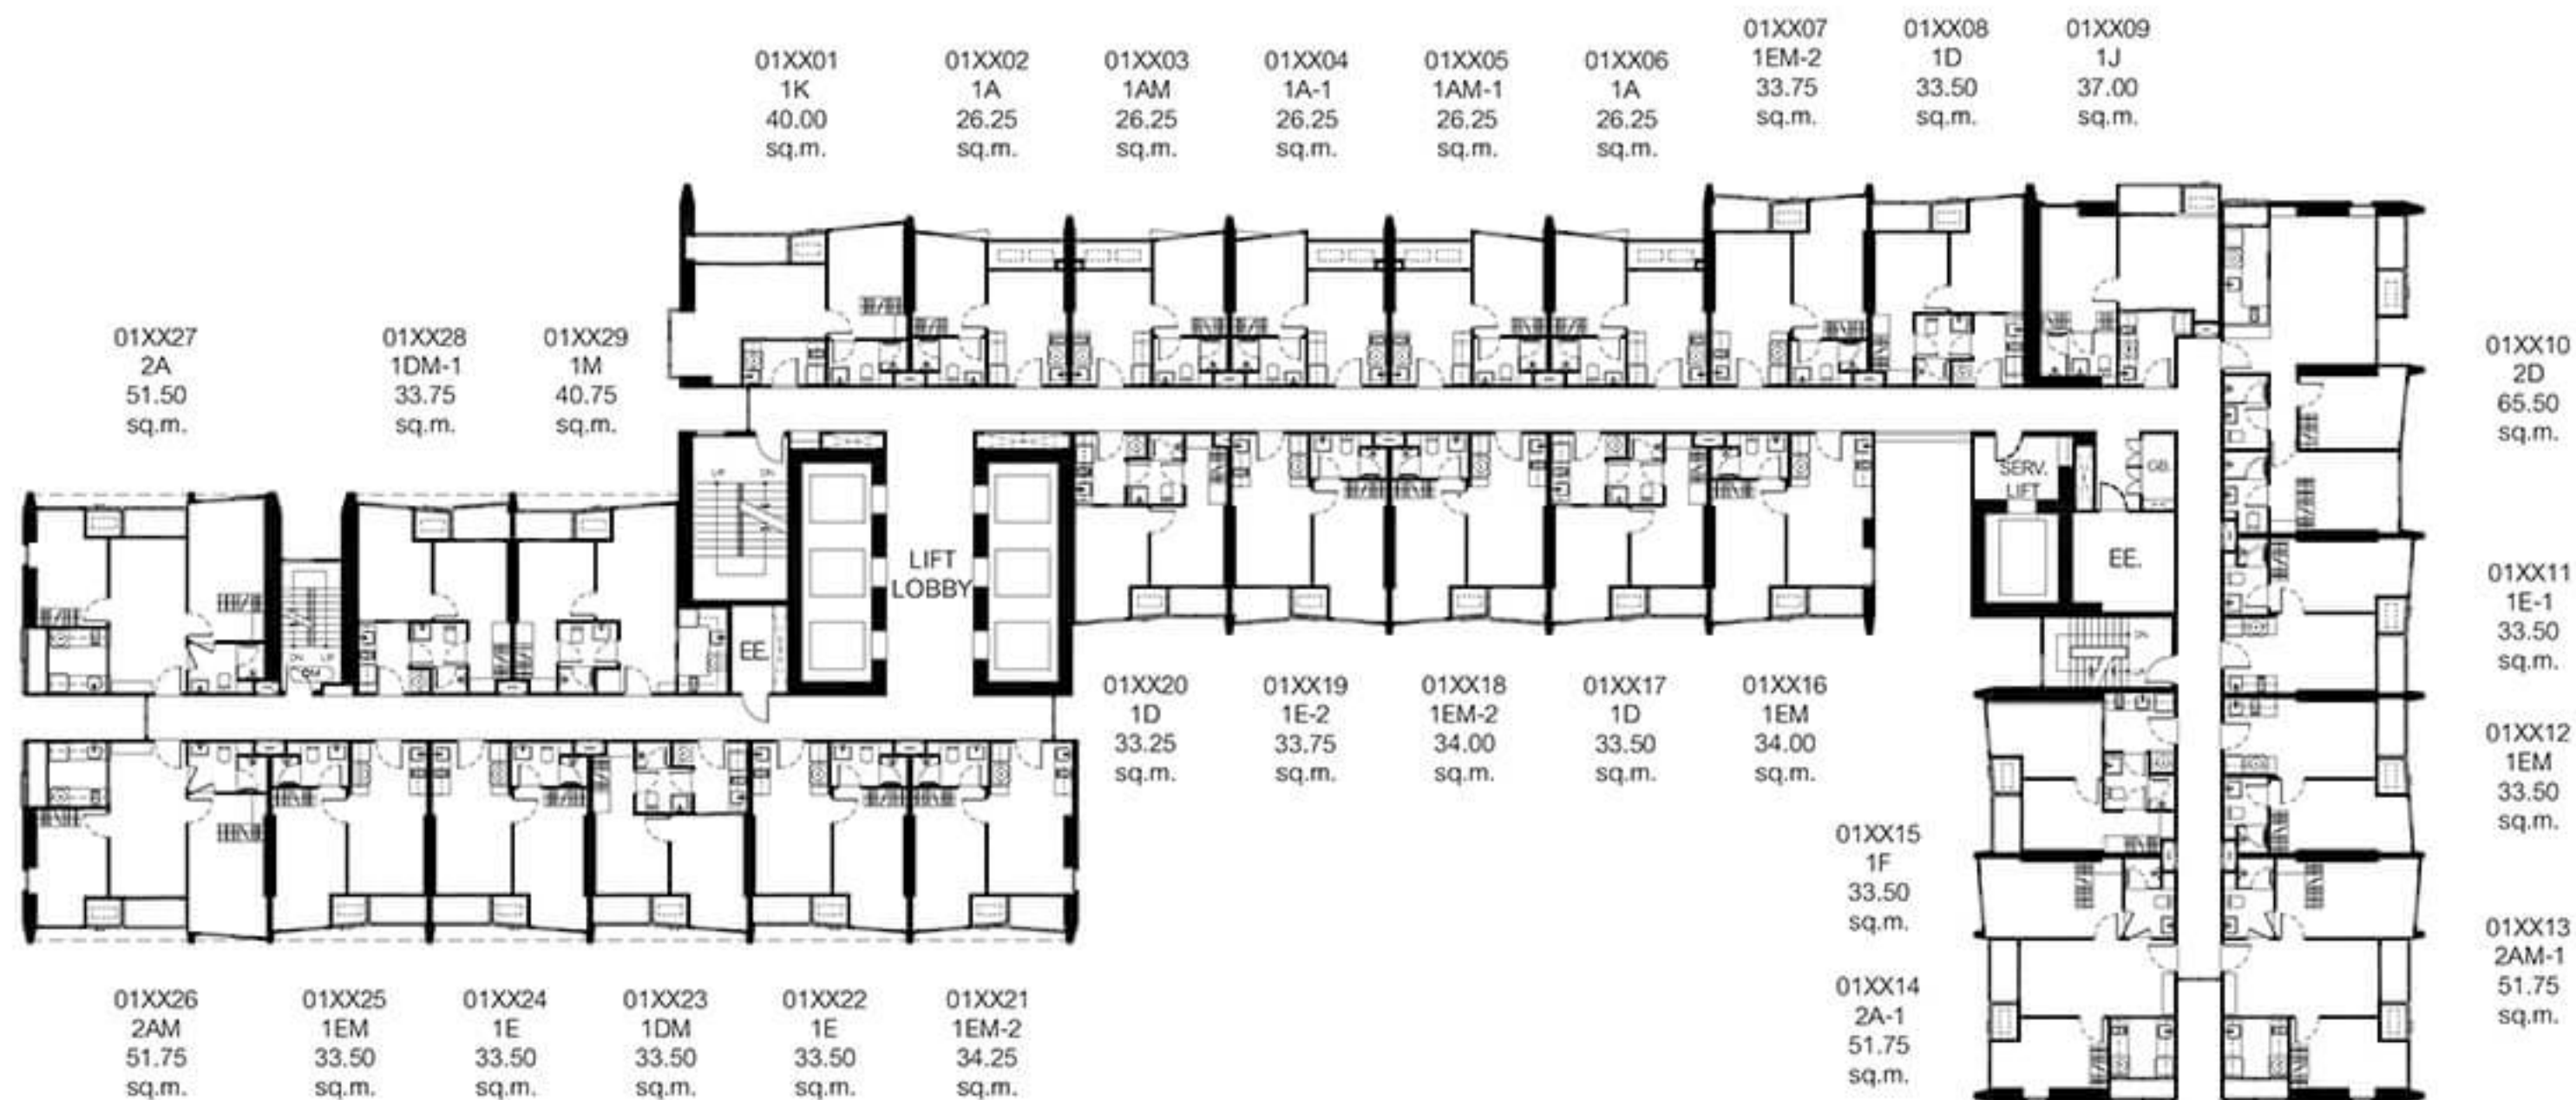 01XX01
1K
40.00
sq.m.
01XX02
1A
26.25
sq.m.
01XX03
1AM
26.25
sq.m.
01XX04
1A-1
26.25
sq.m.
01XX05
1AM-1
26.25
sq.m.
01XX06
1A
26.25
sq.m.
01XX07
1EM-2
33.75
sq.m.
01XX08
1D
33.50
sq.m.
01XX09
1J
37.00
sq.m.
01XX27
2A
51.50
sq.m.
01XX28
1DM-1
33.75
sq.m.
01XX29
1M
40.75
sq.m.
01XX10
2D
65.50
sq.m.
UP
DN
SERV.
LIFT
GB.
EE.
LIFT
LOBBY
EE.
DN
UP
DN
01XX11
1E-1
33.50
sq.m.
01XX20
1D
33.25
sq.m.
01XX19
1E-2
33.75
sq.m.
01XX18
1EM-2
34.00
sq.m.
01XX17
1D
33.50
sq.m.
01XX16
1EM
34.00
sq.m.
01XX12
1EM
33.50
sq.m.
01XX15
1F
33.50
sq.m.
01XX13
2AM-1
51.75
sq.m.
01XX14
2A-1
51.75
sq.m.
01XX26
2AM
51.75
sq.m.
01XX25
1EM
33.50
sq.m.
01XX24
1E
33.50
sq.m.
01XX23
1DM
33.50
sq.m.
01XX22
1E
33.50
sq.m.
01XX21
1EM-2
34.25
sq.m.